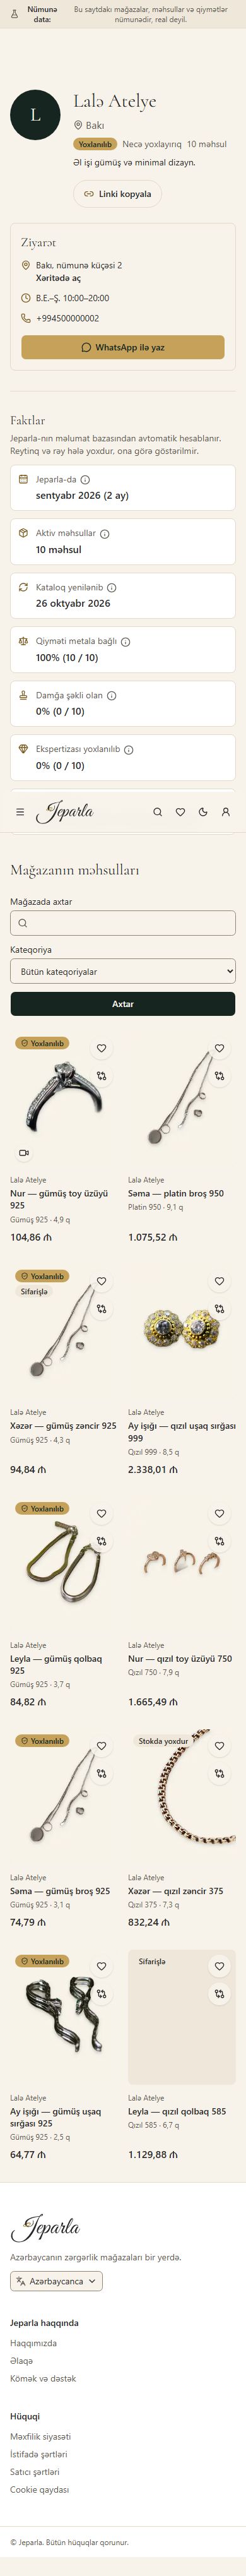 Nümunə data:
Bu saytdakı mağazalar, məhsullar və qiymətlər nümunədir, real deyil.
L
Lalə Atelye
Bakı
Yoxlanılıb Necə yoxlayırıq 10 məhsul
Əl işi gümüş və minimal dizayn.
Linki kopyala
Ziyarət
Bakı, nümunə küçəsi 2
Xəritədə aç
B.E.–Ş. 10:00–20:00
+994500000002
WhatsApp ilə yaz
Faktlar
Jeparla-nın məlumat bazasından avtomatik hesablanır.
Reytinq və rəy hələ yoxdur, ona görə göstərilmir.
Jeparla-da
sentyabr 2026 (2 ay)
Aktiv məhsullar
10 məhsul
Kataloq yenilənib
26 oktyabr 2026
Qiyməti metala bağlı
100% (10 / 10)
Damğa şəkli olan
0% (0 / 10)
Ekspertizası yoxlanılıb
0% (0 / 10)
Jeparla
Mağazanın məhsulları
Mağazada axtar
Kateqoriya
Bütün kateqoriyalar
Axtar
Yoxlanılıb
Lalə Atelye
Nur — gümüş toy üzüyü
925
Gümüş 925 · 4,9 q
104,86 ₼
Lalə Atelye
Səma — platin broş 950
Platin 950 · 9,1 q
1.075,52 ₼
Yoxlanılıb
Sifarişlə
Lalə Atelye
Xəzər — gümüş zəncir 925
Gümüş 925 · 4,3 q
94,84 ₼
Lalə Atelye
Ay işığı — qızıl uşaq sırğası
999
Qızıl 999 · 8,5 q
2.338,01 ₼
Yoxlanılıb
Lalə Atelye
Leyla — gümüş qolbaq
925
Gümüş 925 · 3,7 q
84,82 ₼
Lalə Atelye
Nur — qızıl toy üzüyü 750
Qızıl 750 · 7,9 q
1.665,49 ₼
Yoxlanılıb
Lalə Atelye
Səma — gümüş broş 925
Gümüş 925 · 3,1 q
74,79 ₼
Stokda yoxdur
Lalə Atelye
Xəzər — qızıl zəncir 375
Qızıl 375 · 7,3 q
832,24 ₼
Yoxlanılıb
Lalə Atelye
Ay işığı — gümüş uşaq
sırğası 925
Gümüş 925 · 2,5 q
64,77 ₼
Sifarişlə
Lalə Atelye
Leyla — qızıl qolbaq 585
Qızıl 585 · 6,7 q
1.129,88 ₼
Jeparla
Azərbaycanın zərgərlik mağazaları bir yerdə.
Azərbaycanca
Jeparla haqqında
Haqqımızda
Əlaqə
Kömək və dəstək
Hüquqi
Məxfilik siyasəti
İstifadə şərtləri
Satıcı şərtləri
Cookie qaydası
© Jeparla. Bütün hüquqlar qorunur.